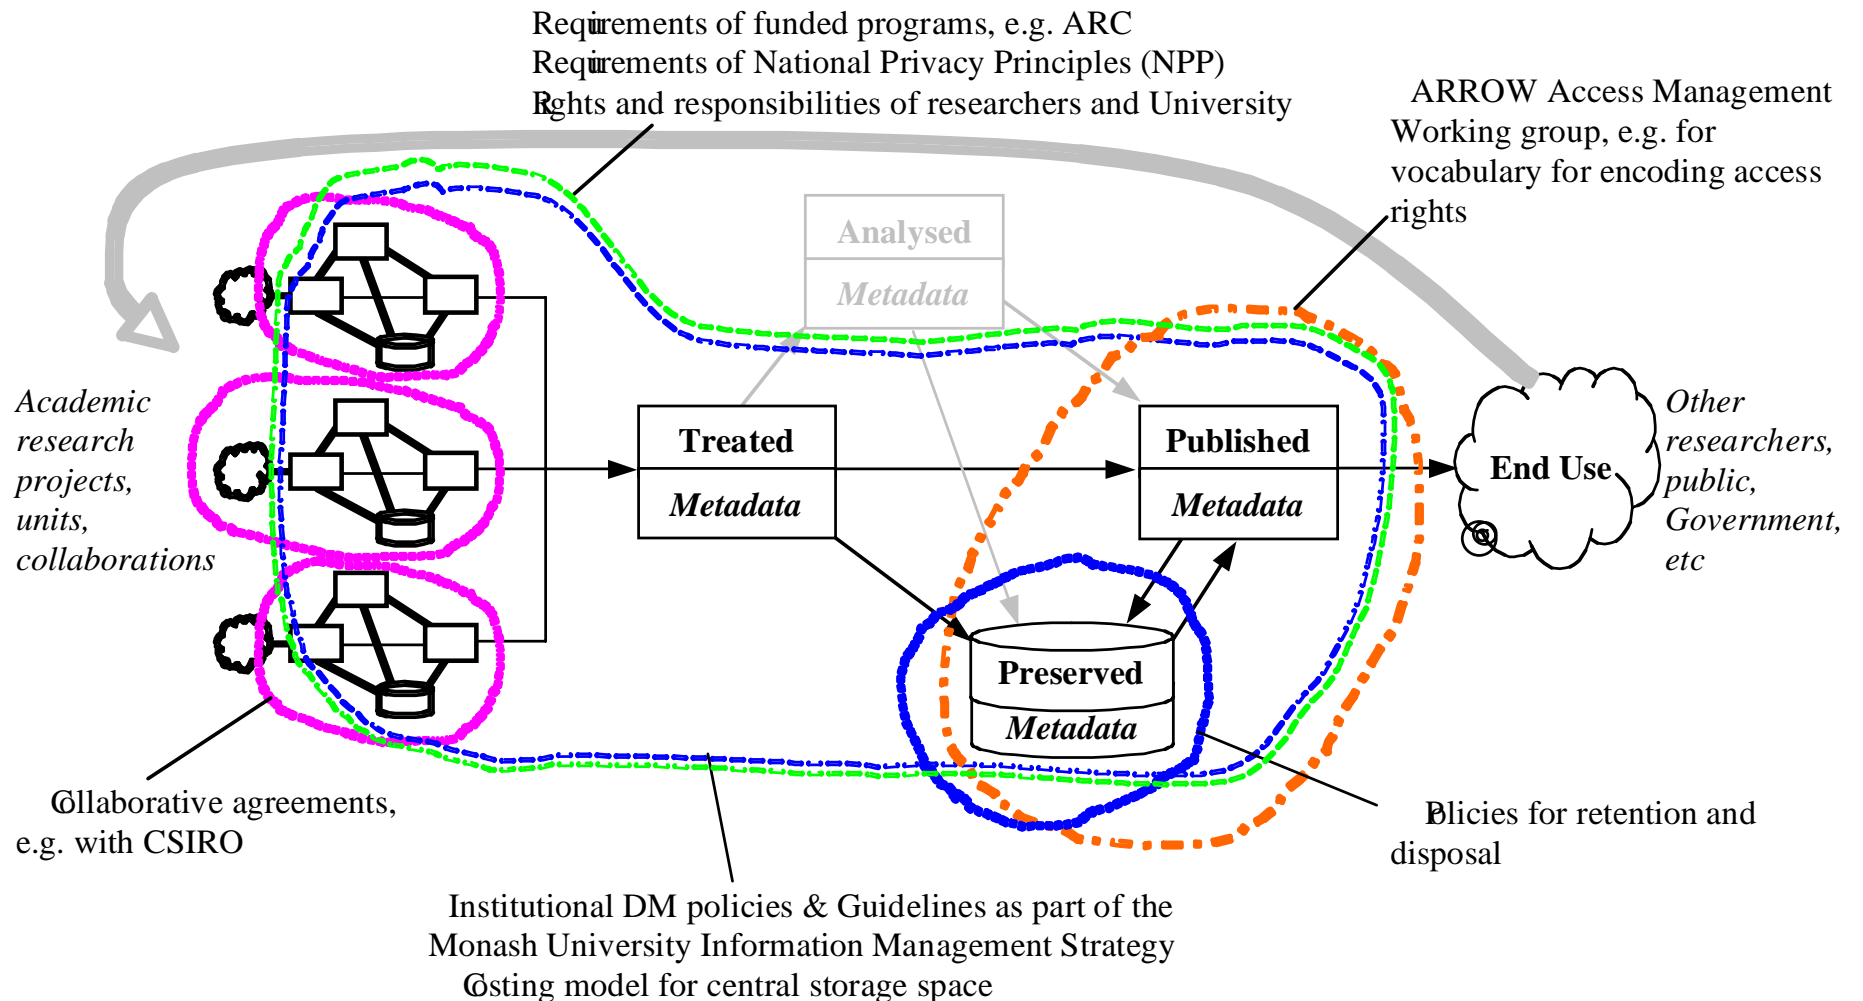 Requirements of funded programs, e.g. ARC
Requirements of National Privacy Principles (NPP)
Rights and responsibilities of researchers and University
ARROW Access Management
Working group, e.g. for
vocabulary for encoding access
rights
Analysed
Metadata
Academic
research
projects,
units,
collaborations
Treated
Metadata
Published
Metadata
End Use
Other
researchers,
public,
Government,
etc
Preserved
Metadata
Collaborative agreements,
e.g. with CSIRO
Policies for retention and
disposal
Institutional DM policies & Guidelines as part of the
Monash University Information Management Strategy
Costing model for central storage space